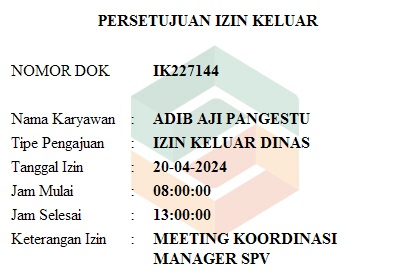 PERSETUJUAN IZIN KELUAR
NOMOR DOK IK227144
Nama Karyawan : ADIB AJI PANGESTU
Tipe Pengajuan : IZIN KELUAR DINAS
Tanggal Izin : 20-04-2024
Jam Mulai : 08:00:00
Jam Selesai : 13:00:00
Keterangan Izin : MEETING KOORDINASI
MANAGER SPV